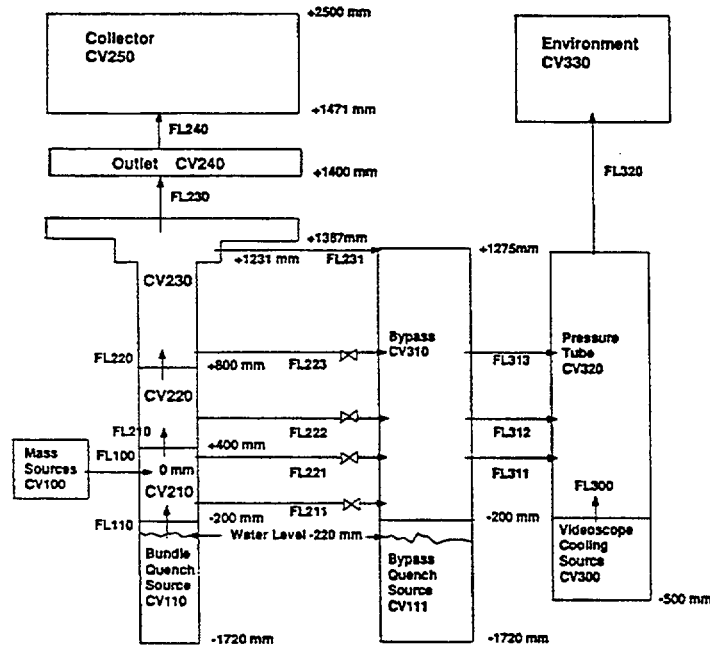 +2500 mm
Collector
CV250
Environment
CV330
+1471 mm
FL240
Outlet CV240
+1400 mm
FL230
FL320
+1387mm
+1231 mm
FL231
+1275mm
CV230
Bypass
CV310
Pressure
Tube
CV320
FL220
+800 mm
FL223
FL313
CV220
FL210
FL222
FL312
+400 mm
Mass
Sources
CV100
FL100
0 mm
FL221
FL311
CV210
FL211
FL300
FL110
-200 mm
-200 mm
Water Level -220 mm
Bundle
Quench
Source
CV110
Bypass
Quench
Source
CV111
Videoscope
Cooling
Source
CV300
-500 mm
-1720 mm
-1720 mm